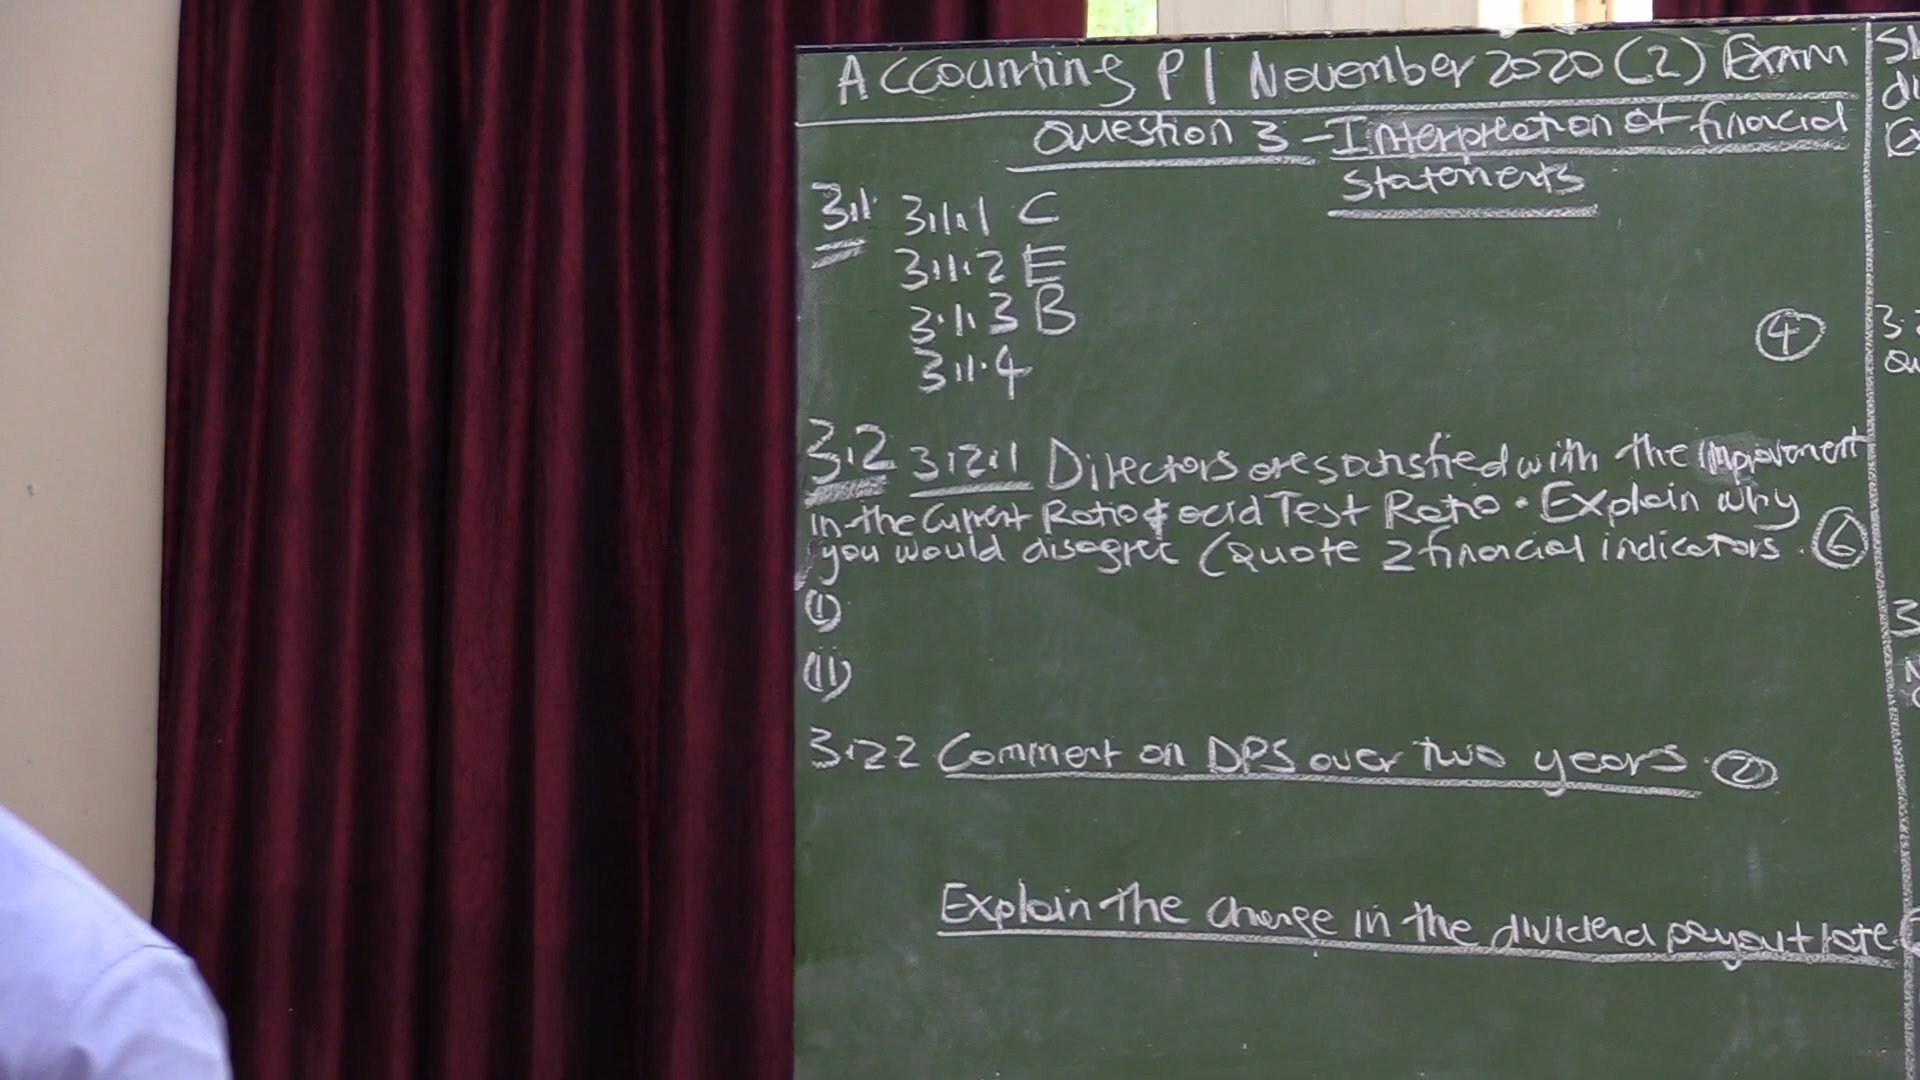 Accounting P1 November 2020 (2) Exam
Question 3 - Interpretation of financial
statements
3.1 3.1.1 C
3.1.2 E
3.1.3 B
3.1.4
④
3.2 3.2.1 Directors are satisfied with the improvement
in the Current Ratio & acid Test Ratio. Explain why
you would disagree (Quote 2 financial indicators. ⑥
(i)
(ii)
3.2.2 Comment on DPS over two years. ②
Explain the change in the dividend payout rate